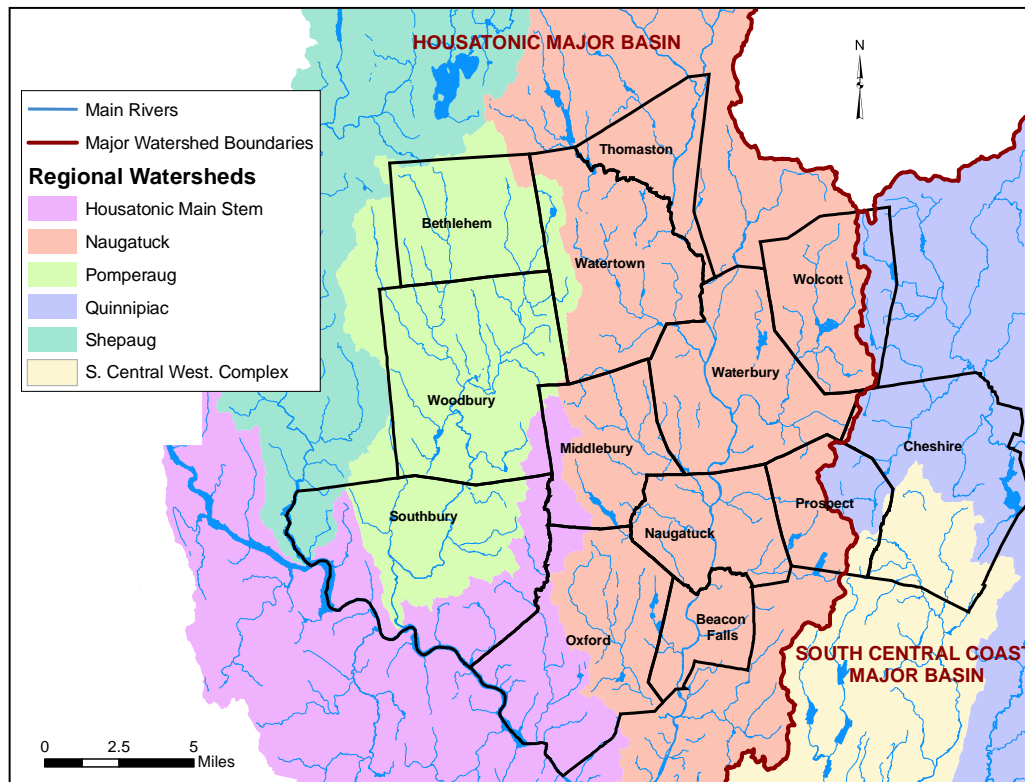 HOUSATONIC MAJOR BASIN
N
Main Rivers
Major Watershed Boundaries
Regional Watersheds
Housatonic Main Stem
Naugatuck
Pomperaug
Quinnipiac
Shepaug
S. Central West. Complex
Thomaston
Bethlehem
Watertown
Wolcott
Waterbury
Woodbury
Middlebury
Cheshire
Southbury
Prospect
Naugatuck
Beacon
Falls
Oxford
SOUTH CENTRAL COAST
MAJOR BASIN
0 2.5 5
Miles